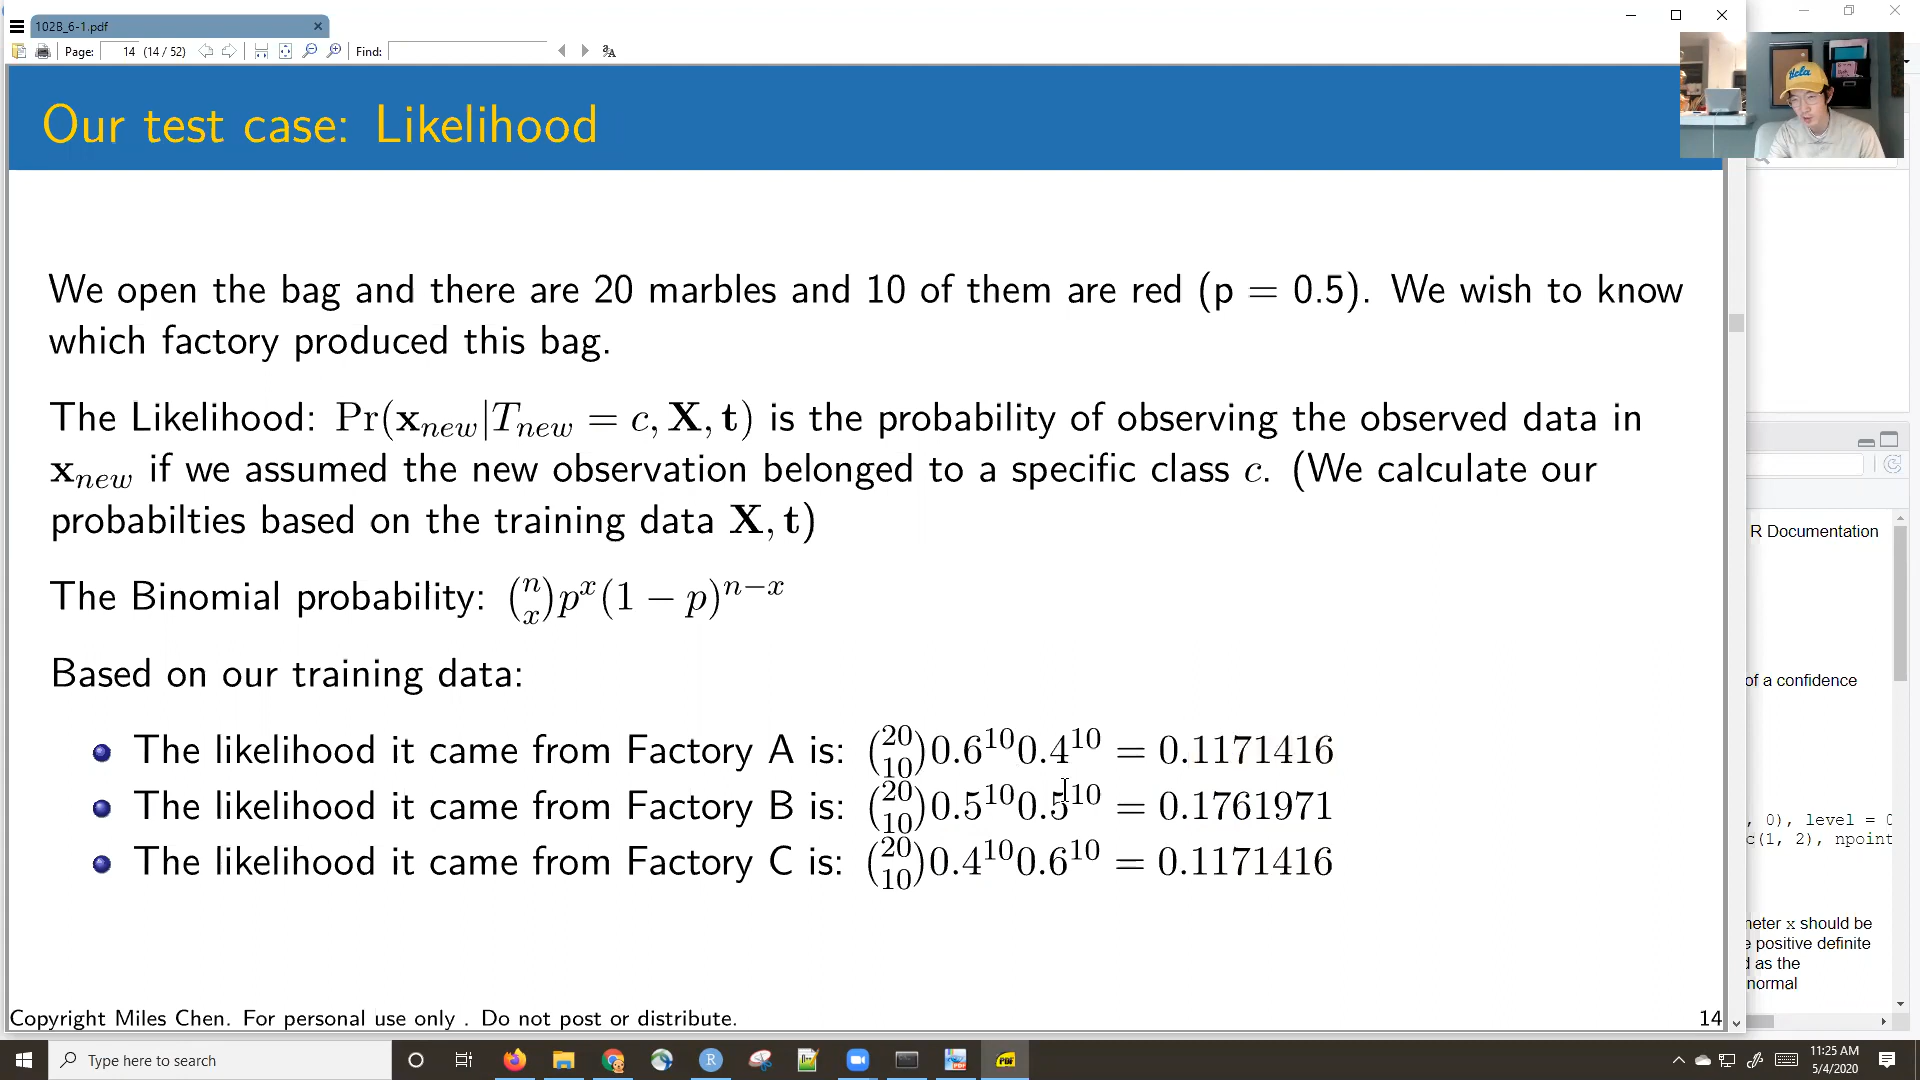 102B_6-1.pdf
Page: 14 (14 / 52) Find:
Our test case: Likelihood
We open the bag and there are 20 marbles and 10 of them are red (p = 0.5). We wish to know
which factory produced this bag.
The Likelihood: Pr(x_new|T_new = c, X, t) is the probability of observing the observed data in
x_new if we assumed the new observation belonged to a specific class c. (We calculate our
probabilties based on the training data X, t)
The Binomial probability: (n x)p^x(1 − p)^{n−x}
Based on our training data:
The likelihood it came from Factory A is: (20 10)0.6^10 0.4^10 = 0.1171416
The likelihood it came from Factory B is: (20 10)0.5^10 0.5^10 = 0.1761971
The likelihood it came from Factory C is: (20 10)0.4^10 0.6^10 = 0.1171416
Copyright Miles Chen. For personal use only . Do not post or distribute.
14
Ucla
R Documentation
of a confidence
, 0), level = 0
c(1, 2), npoint
neter x should be
positive definite
d as the
normal
Type here to search
11:25 AM
5/4/2020